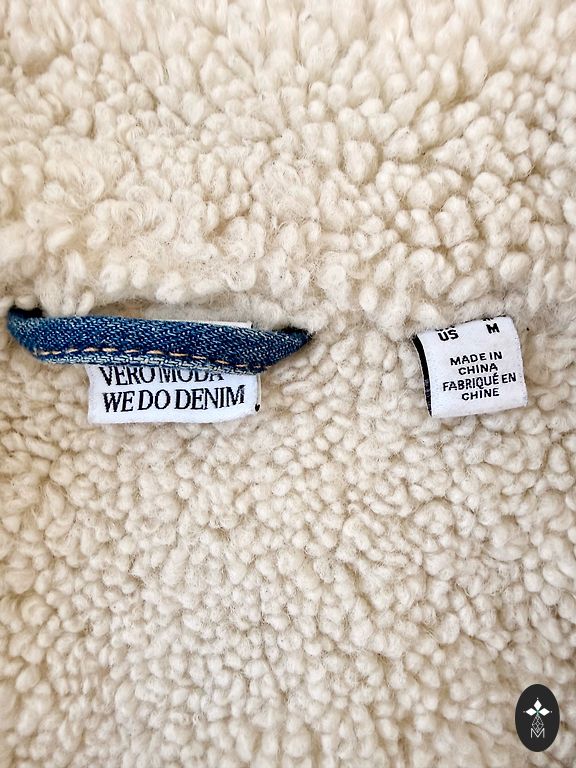 VERO MODA
WE DO DENIM
US M
MADE IN
CHINA
FABRIQUÉ EN
CHINE
M